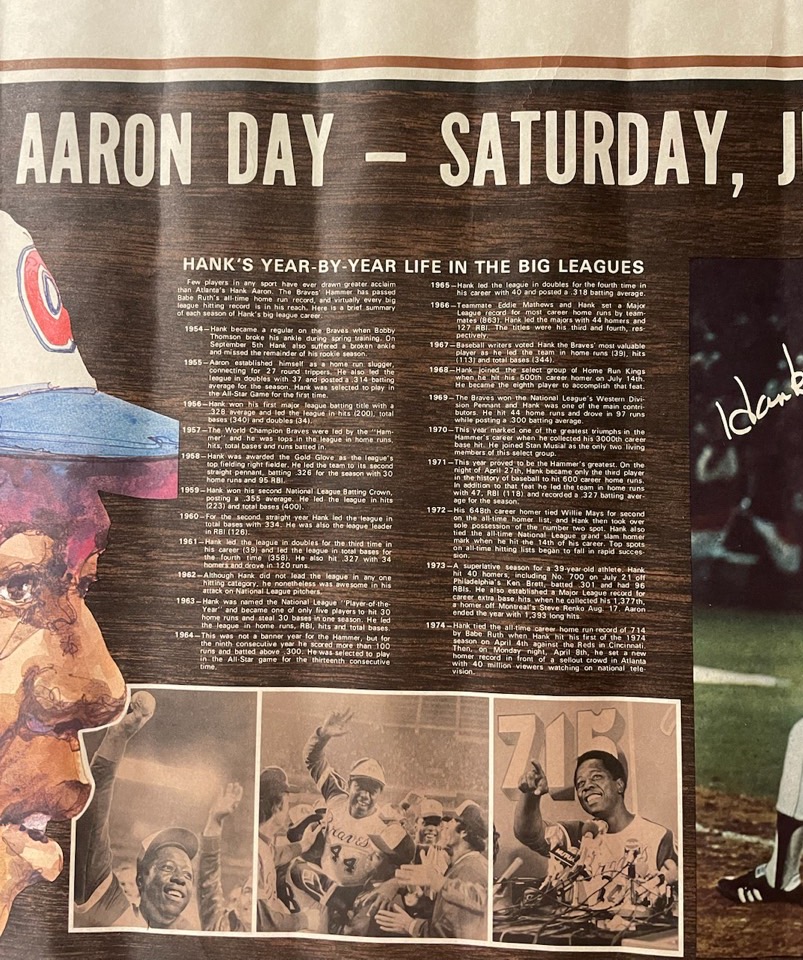 AARON DAY — SATURDAY, J
HANK'S YEAR-BY-YEAR LIFE IN THE BIG LEAGUES
Few players in any sport have ever drawn greater acclaim
than Atlanta's Hank Aaron. The Braves' Hammer has passed
Babe Ruth's all-time home run record, and virtually every big
league hitting record is in his reach. Here is a brief summary
of each season of Hank's big league career.
1954—Hank became a regular on the Braves when Bobby
Thomson broke his ankle during spring training. On
September 5th Hank also suffered a broken ankle
and missed the remainder of his rookie season.
1955—Aaron established himself as a home run slugger,
connecting for 27 round trippers. He also led the
league in doubles with 37 and posted a .314 batting
average for the season. Hank was selected to play in
the All-Star Game for the first time.
1956—Hank won his first major league batting title with a
.328 average and led the league in hits (200), total
bases (340) and doubles (34).
1957—The World Champion Braves were led by the "Ham-
mer" and he was tops in the league in home runs,
hits, total bases and runs batted in.
1958—Hank was awarded the Gold Glove as the league's
top fielding right fielder. He led the team to its second
straight pennant, batting .326 for the season with 30
home runs and 95 RBI.
1959—Hank won his second National League Batting Crown,
posting a .355 average. He led the league in hits
(223) and total bases (400).
1960—For the second straight year Hank led the league in
total bases with 334. He was also the league leader
in RBI (126).
1961—Hank led the league in doubles for the third time in
his career (39) and led the league in total bases for
the fourth time (358). He also hit .327 with 34
homers and drove in 120 runs.
1962—Although Hank did not lead the league in any one
hitting category, he nonetheless was awesome in his
attack on National League pitchers.
1963—Hank was named the National League "Player-of-the-
Year" and became one of only five players to hit 30
home runs and steal 30 bases in one season. He led
the league in home runs, RBI, hits and total bases.
1964—This was not a banner year for the Hammer, but for
the ninth consecutive year he scored more than 100
runs and batted above .300. He was selected to play
in the All-Star game for the thirteenth consecutive
time.
1965—Hank led the league in doubles for the fourth time in
his career with 40 and posted a .318 batting average.
1966—Teammate Eddie Mathews and Hank set a Major
League record for most career home runs by team-
mates (863). Hank led the majors with 44 homers and
127 RBI. The titles were his third and fourth, res-
pectively.
1967—Baseball writers voted Hank the Braves' most valuable
player as he led the team in home runs (39), hits
(113) and total bases (344).
1968—Hank joined the select group of Home Run Kings
when he hit his 500th career homer on July 14th.
He became the eighth player to accomplish that feat.
1969—The Braves won the National League's Western Divi-
sion Pennant and Hank was one of the main contri-
butors. He hit 44 home runs and drove in 97 runs
while posting a .300 batting average.
1970—This year marked one of the greatest triumphs in the
Hammer's career when he collected his 3000th career
base hit. He joined Stan Musial as the only two living
members of this select group.
1971—This year proved to be the Hammer's greatest. On the
night of April 27th, Hank became only the third player
in the history of baseball to hit 600 career home runs.
In addition to that feat he led the team in home runs
with 47, RBI (118) and recorded a .327 batting aver-
age for the season.
1972—His 648th career homer tied Willie Mays for second
on the all-time homer list, and Hank then took over
sole possession of the number two spot. Hank also
tied the all-time National League grand slam homer
mark when he hit the 14th of his career. Top spots
on all-time hitting lists began to fall in rapid succes-
sion.
1973—A superlative season for a 39-year-old athlete. Hank
hit 40 homers, including No. 700 on July 21 off
Philadelphia's Ken Brett, batted .301 and had 96
RBIs. He also established a Major League record for
career extra base hits when he collected his 1,377th,
a homer off Montreal's Steve Renko Aug. 17. Aaron
ended the year with 1,393 long hits.
1974—Hank tied the all-time career home run record of 714
by Babe Ruth when Hank hit his first of the 1974
season on April 4th against the Reds in Cincinnati.
Then, on Monday night, April 8th, he set a new
homer record in front of a sellout crowd in Atlanta
with 40 million viewers watching on national tele-
vision.
Hank
Braves
44
715